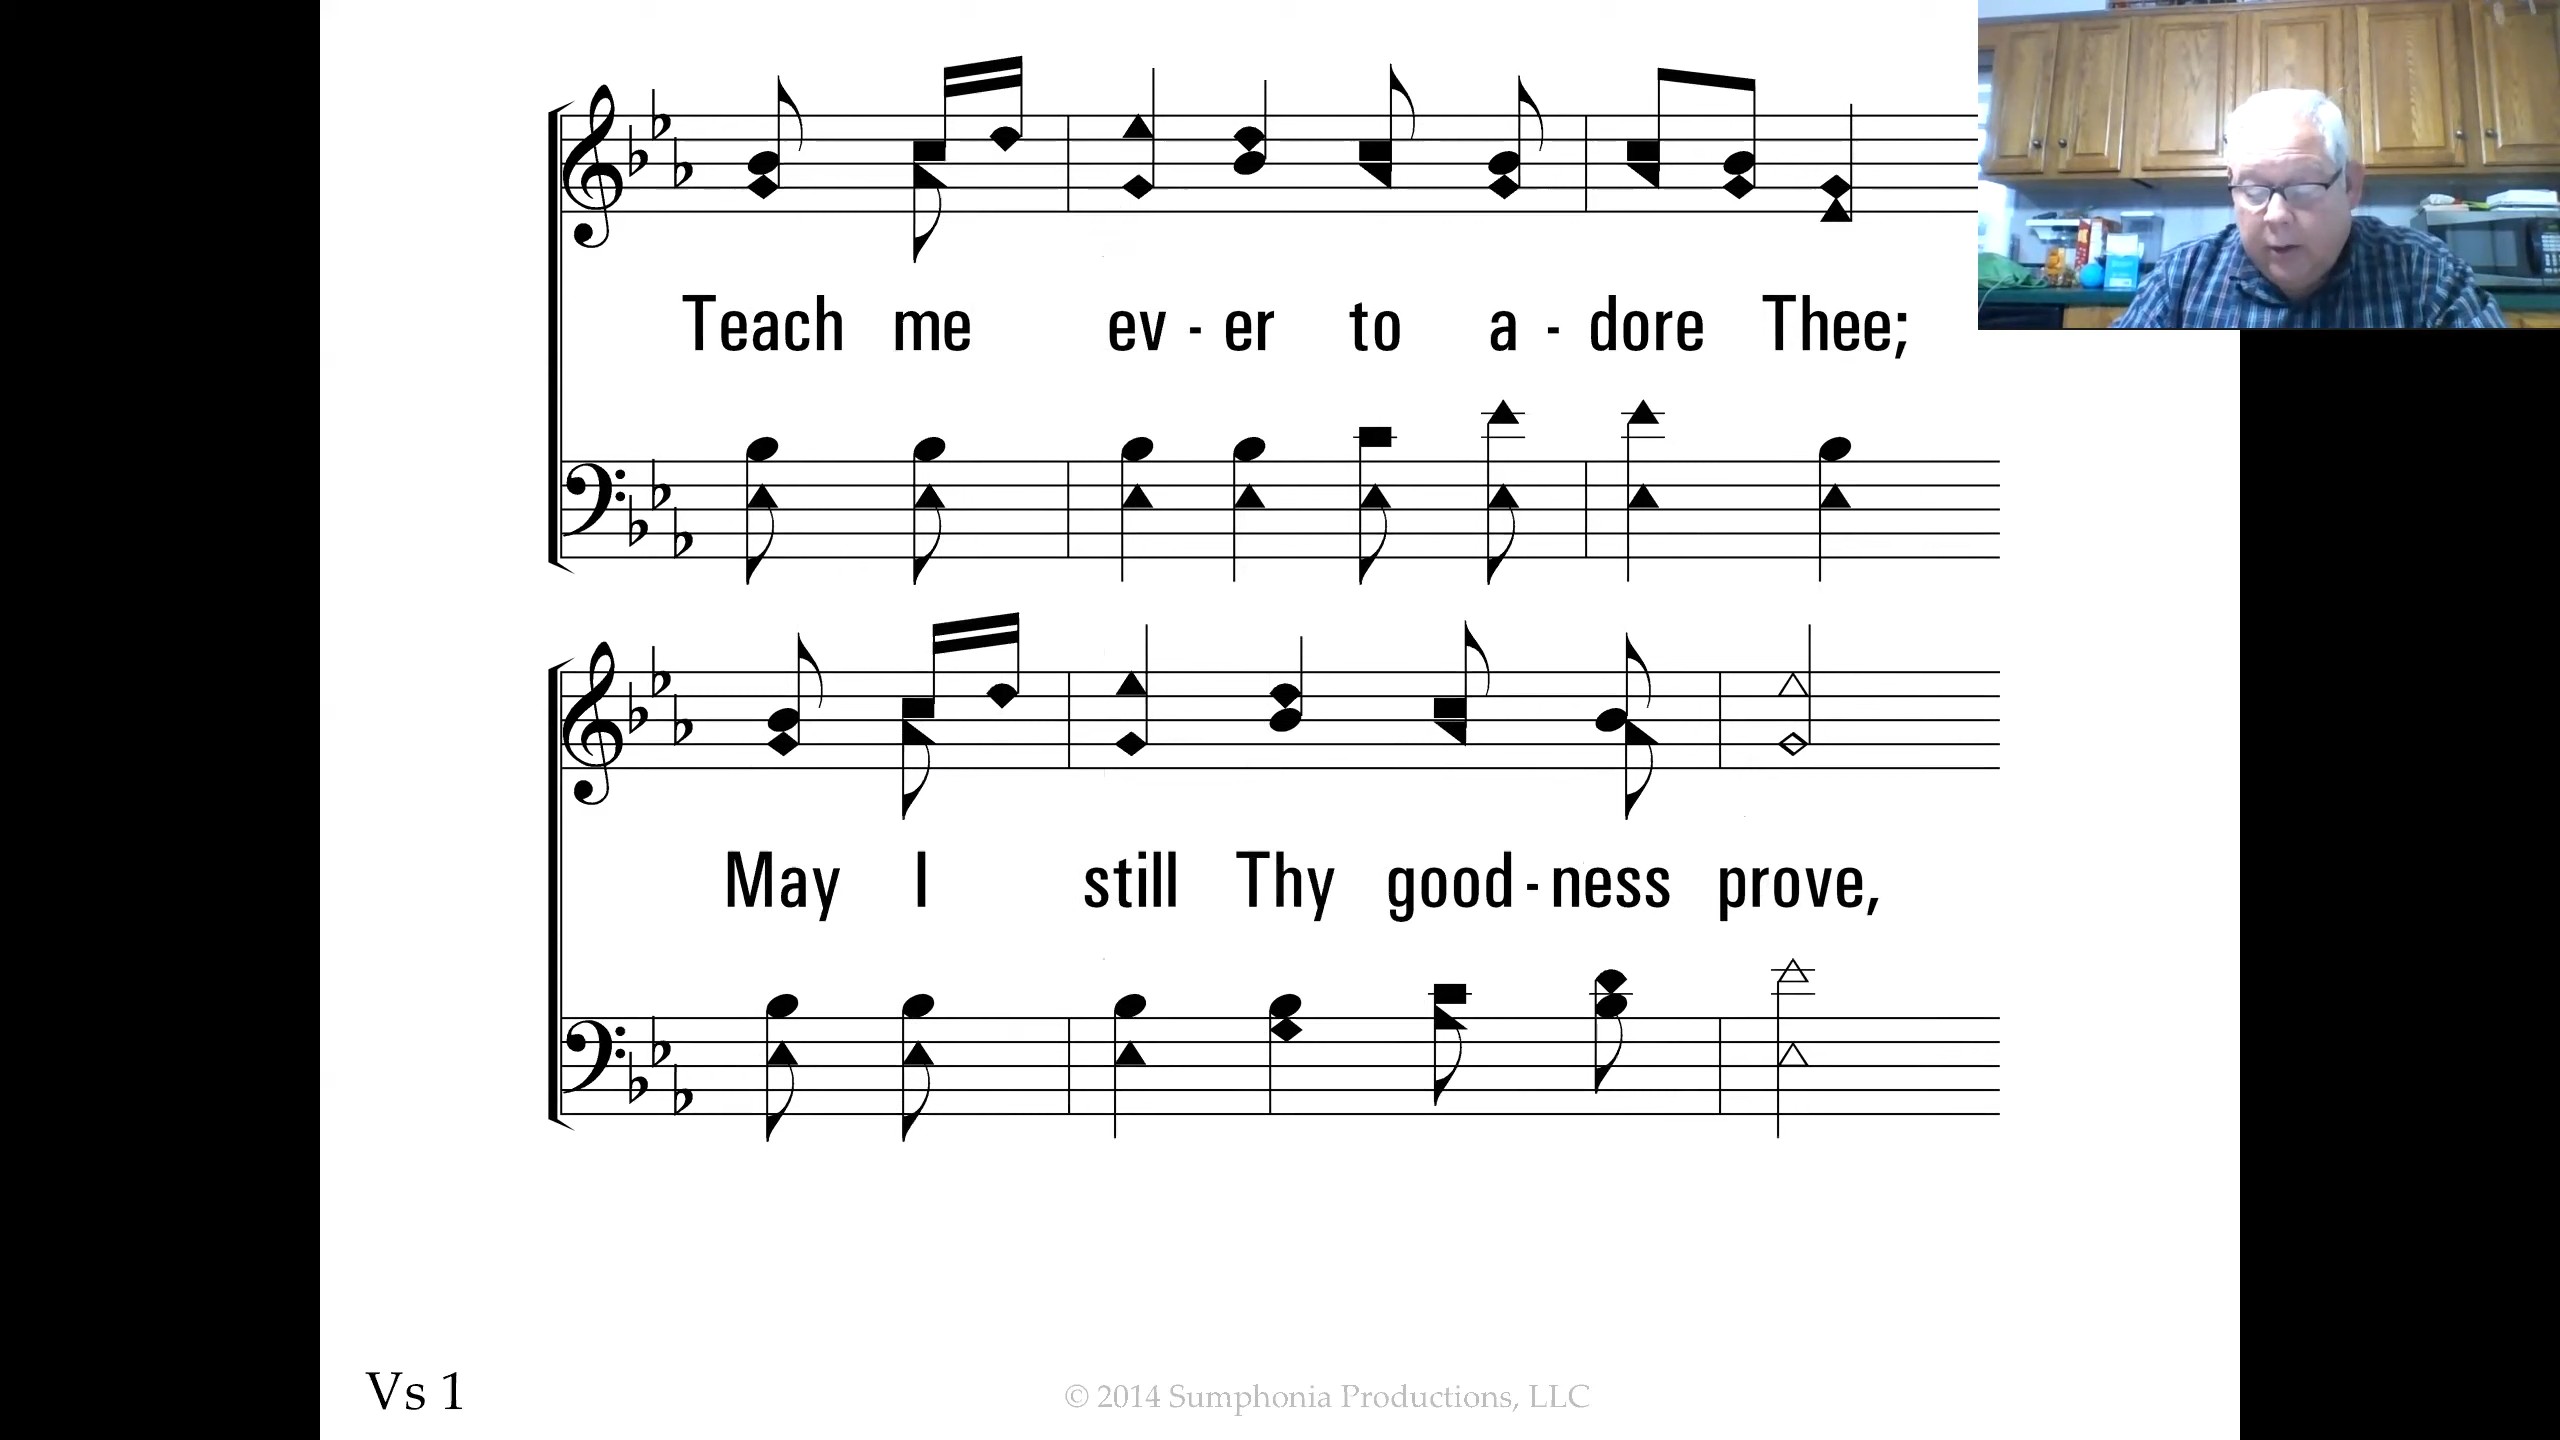 Teach me ev - er to a - dore Thee;
May I still Thy good - ness prove,
Vs 1
© 2014 Sumphonia Productions, LLC